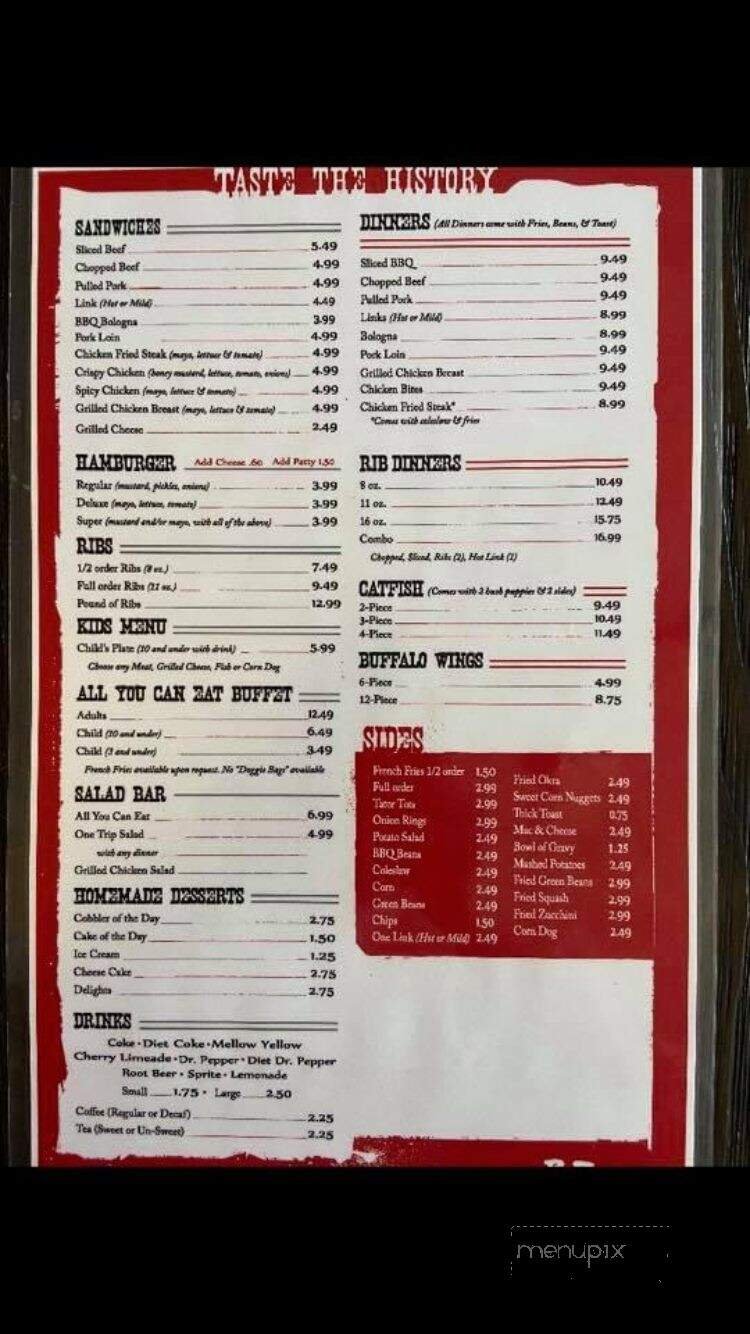 TASTE THE HISTORY
SANDWICHES
Sliced Beef 5.49
Chopped Beef 4.99
Pulled Pork 4.99
Link (Hot or Mild) 4.49
BBQ Bologna 3.99
Pork Loin 4.99
Chicken Fried Steak (mayo, lettuce & tomato) 4.99
Crispy Chicken (honey mustard, lettuce, tomato, onions) 4.99
Spicy Chicken (mayo, lettuce & tomato) 4.99
Grilled Chicken Breast (mayo, lettuce & tomato) 4.99
Grilled Cheese 2.49
HAMBURGER Add Cheese .60 Add Patty 1.50
Regular (mustard, pickles, onions) 3.99
Deluxe (mayo, lettuce, tomato) 3.99
Super (mustard and/or mayo, with all of the above) 3.99
RIBS
1/2 order Ribs (8 oz.) 7.49
Full order Ribs (11 oz.) 9.49
Pound of Ribs 12.99
KIDS MENU
Child's Plate (10 and under with drink) 5.99
Choose any Meat, Grilled Cheese, Fish or Corn Dog
ALL YOU CAN EAT BUFFET
Adults 12.49
Child (10 and under) 6.49
Child (3 and under) 3.49
French Fries available upon request. No "Doggie Bags" available
SALAD BAR
All You Can Eat 6.99
One Trip Salad 4.99
with any dinner
Grilled Chicken Salad
HOMEMADE DESSERTS
Cobbler of the Day 2.75
Cake of the Day 1.50
Ice Cream 1.25
Cheese Cake 2.75
Delights 2.75
DRINKS
Coke • Diet Coke • Mellow Yellow
Cherry Limeade • Dr. Pepper • Diet Dr. Pepper
Root Beer • Sprite • Lemonade
Small 1.75 • Large 2.50
Coffee (Regular or Decaf) 2.25
Tea (Sweet or Un-Sweet) 2.25
DINNERS (All Dinners come with Fries, Beans, & Toast)
Sliced BBQ 9.49
Chopped Beef 9.49
Pulled Pork 9.49
Links (Hot or Mild) 8.99
Bologna 8.99
Pork Loin 9.49
Grilled Chicken Breast 9.49
Chicken Bites 9.49
Chicken Fried Steak* 8.99
*Comes with coleslaw & fries
RIB DINNERS
8 oz. 10.49
11 oz. 12.49
16 oz. 15.75
Combo 16.99
Chopped, Sliced, Ribs (2), Hot Link (1)
CATFISH (Comes with 2 hush puppies & 2 sides)
2-Piece 9.49
3-Piece 10.49
4-Piece 11.49
BUFFALO WINGS
6-Piece 4.99
12-Piece 8.75
SIDES
French Fries 1/2 order 1.50
Full order 2.99
Tator Tots 2.99
Onion Rings 2.99
Potato Salad 2.49
BBQ Beans 2.49
Coleslaw 2.49
Corn 2.49
Green Beans 2.49
Chips 1.50
One Link (Hot or Mild) 2.49
Fried Okra 2.49
Sweet Corn Nuggets 2.49
Thick Toast 0.75
Mac & Cheese 2.49
Bowl of Gravy 1.25
Mashed Potatoes 2.49
Fried Green Beans 2.99
Fried Squash 2.99
Fried Zucchini 2.99
Corn Dog 2.49
menupix